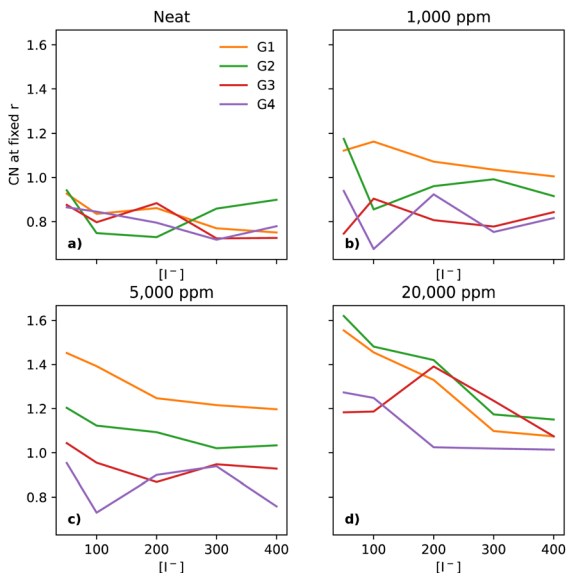 Neat
1,000 ppm
CN at fixed r
1.6
1.4
1.2
1.0
0.8
G1
G2
G3
G4
a)
b)
[I⁻]
[I⁻]
5,000 ppm
20,000 ppm
1.6
1.4
1.2
1.0
0.8
c)
d)
100
200
300
400
100
200
300
400
[I⁻]
[I⁻]